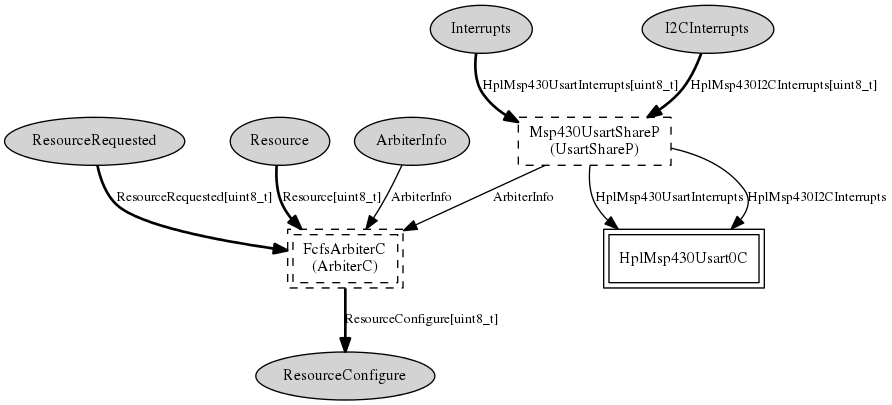 Interrupts
I2CInterrupts
HplMsp430UsartInterrupts[uint8_t]
HplMsp430I2CInterrupts[uint8_t]
ResourceRequested
Resource
ArbiterInfo
Msp430UsartShareP
(UsartShareP)
ResourceRequested[uint8_t]
Resource[uint8_t]
ArbiterInfo
ArbiterInfo
HplMsp430UsartInterrupts
HplMsp430I2CInterrupts
FcfsArbiterC
(ArbiterC)
HplMsp430Usart0C
ResourceConfigure[uint8_t]
ResourceConfigure